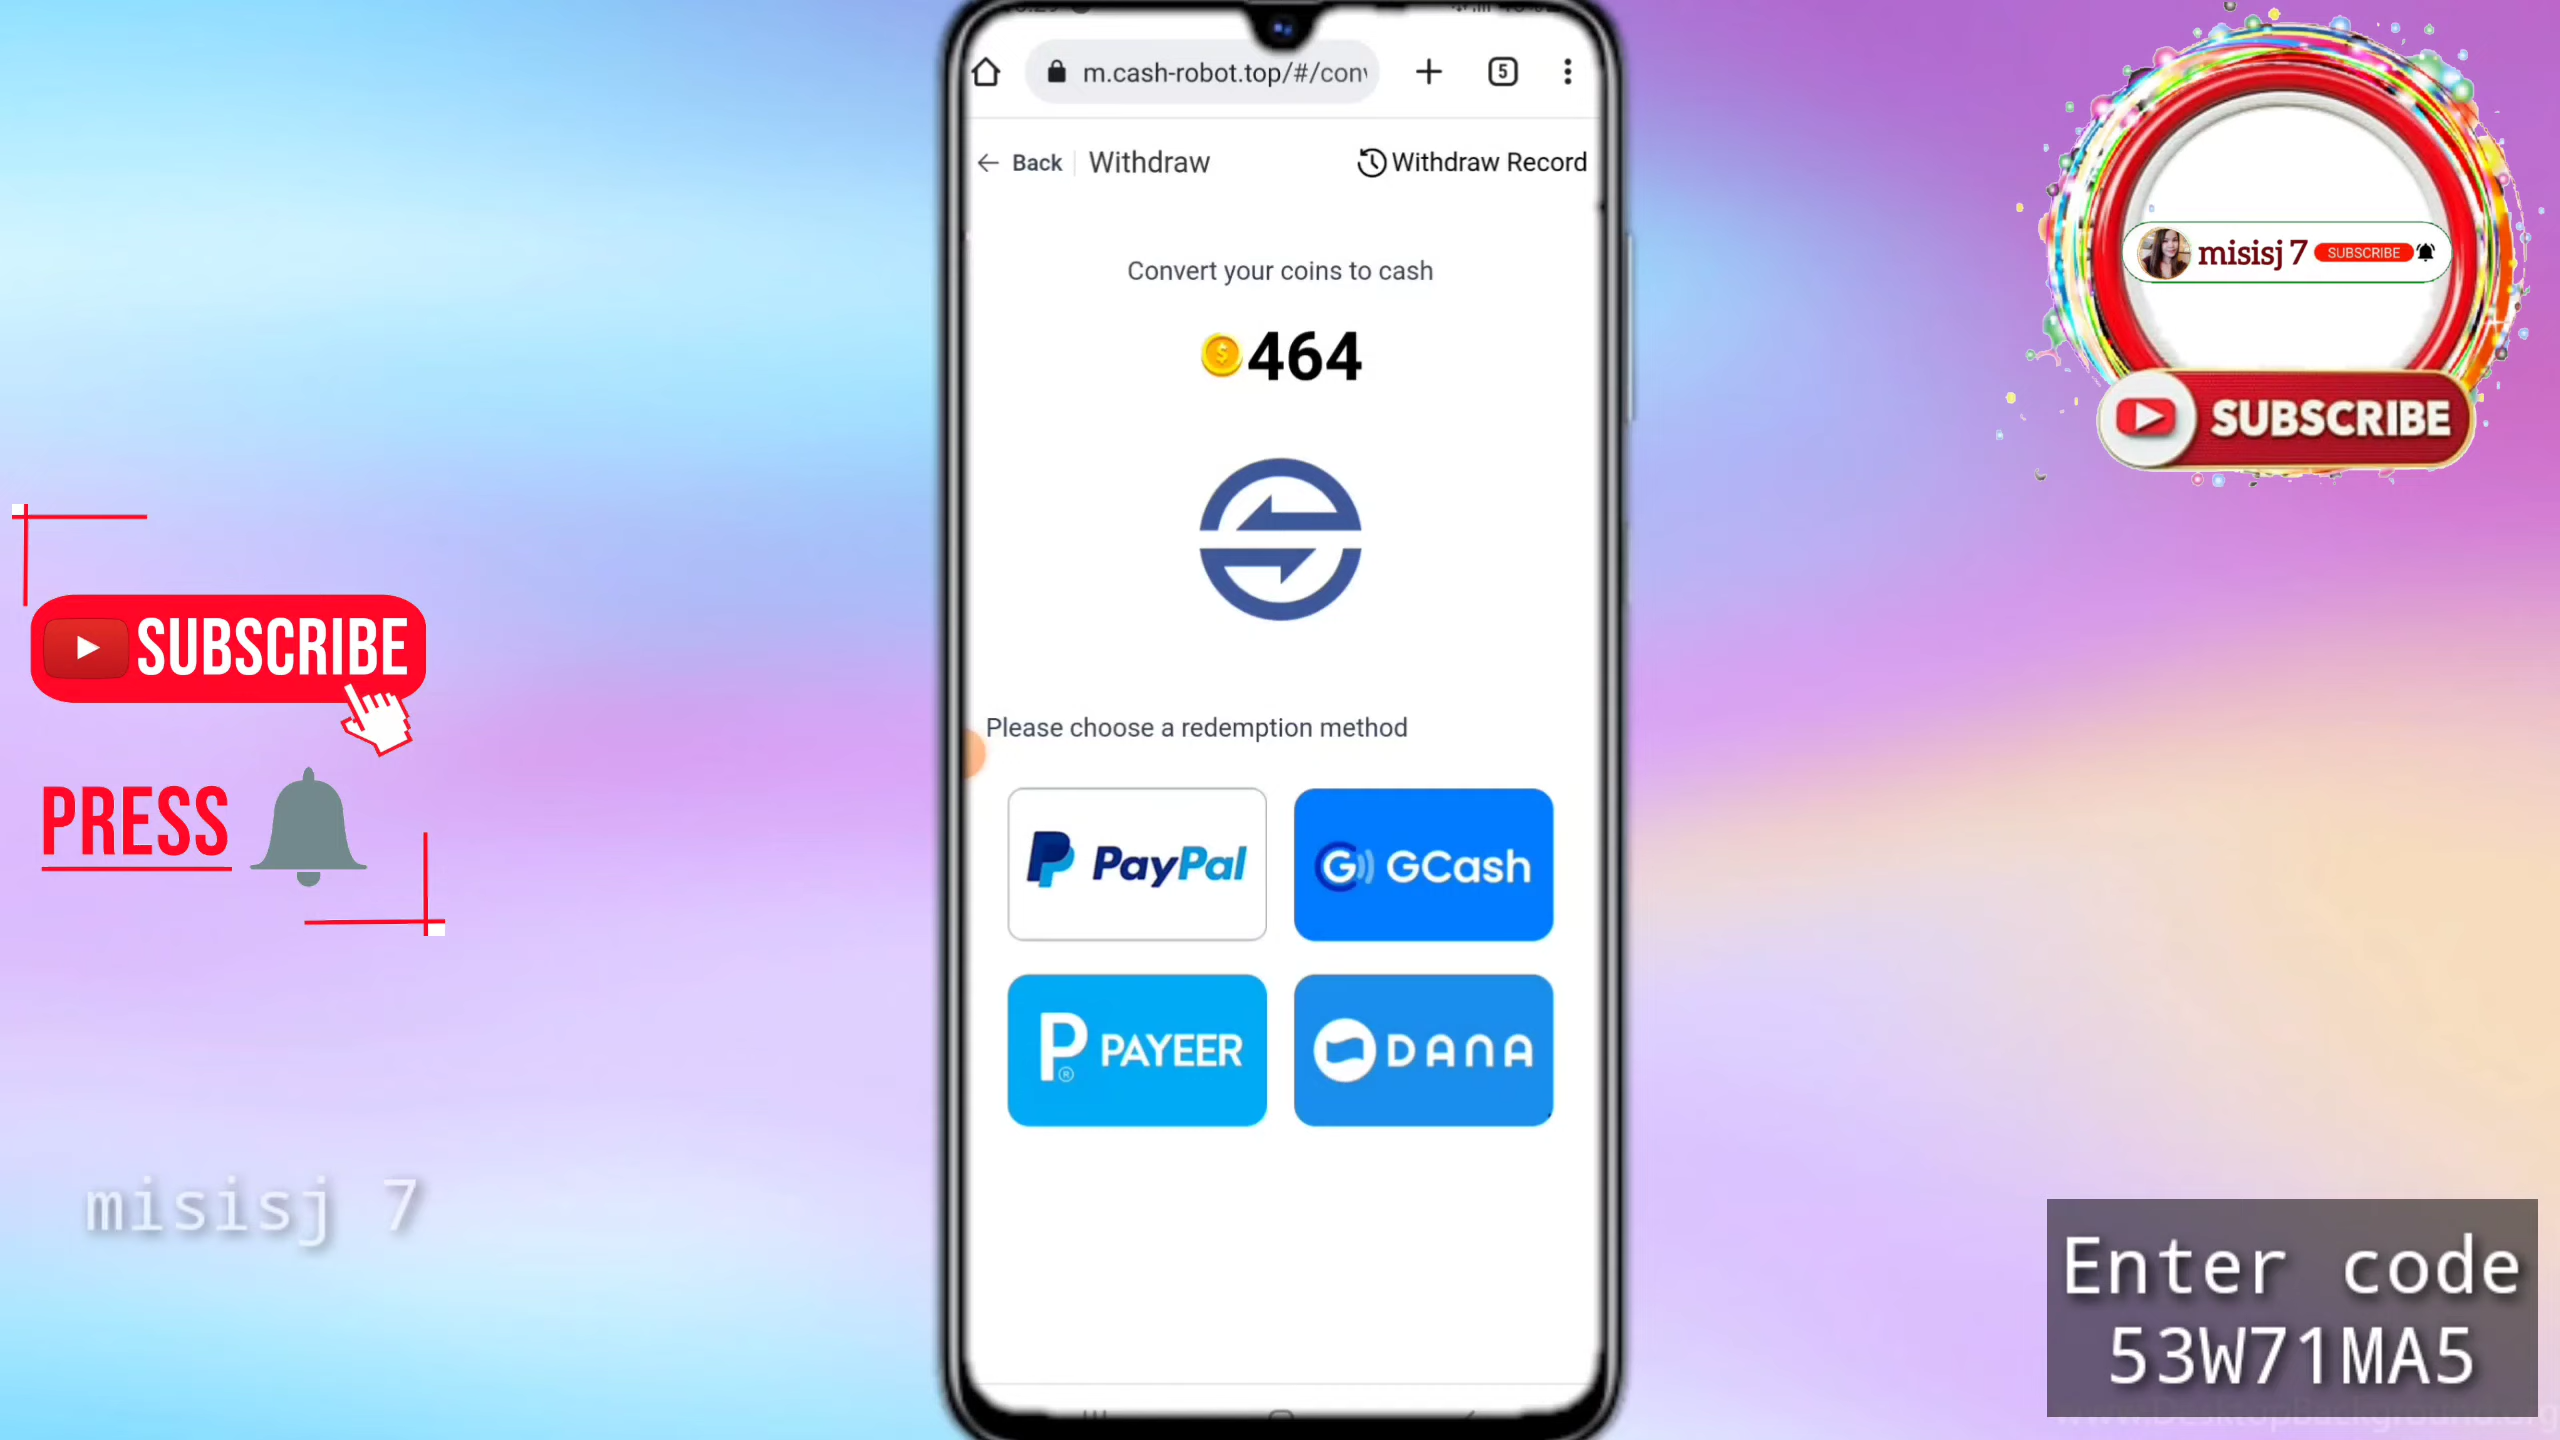 m.cash-robot.top/#/con
5
Back
Withdraw
Withdraw Record
Convert your coins to cash
464
Please choose a redemption method
PayPal
GCash
PAYEER
DANA
misisj 7
SUBSCRIBE
SUBSCRIBE
SUBSCRIBE
PRESS
misisj 7
Enter code
53W71MA5